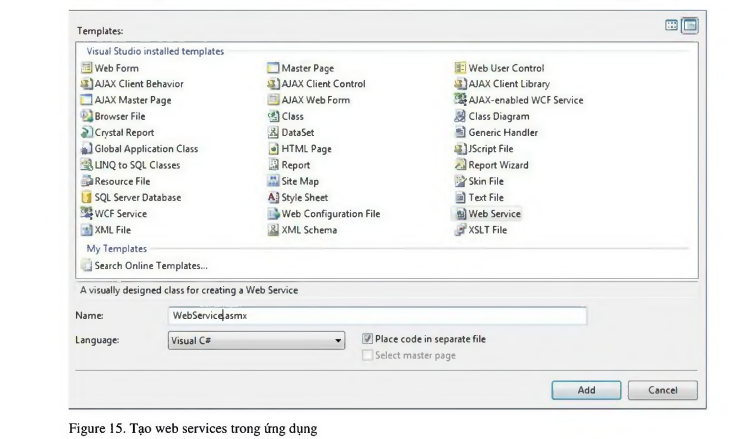 Templates:
Visual Studio installed templates
Web Form Master Page Web User Control
AJAX Client Behavior AJAX Client Control AJAX Client Library
AJAX Master Page AJAX Web Form AJAX-enabled WCF Service
Browser File Class Class Diagram
Crystal Report DataSet Generic Handler
Global Application Class HTML Page JScript File
LINQ to SQL Classes Report Report Wizard
Resource File Site Map Skin File
SQL Server Database Style Sheet Text File
WCF Service Web Configuration File Web Service
XML File XML Schema XSLT File
My Templates
Search Online Templates...
A visually designed class for creating a Web Service
Name: WebService.asmx
Language: Visual C# Place code in separate file
Select master page
Add Cancel
Figure 15. Tạo web services trong ứng dụng